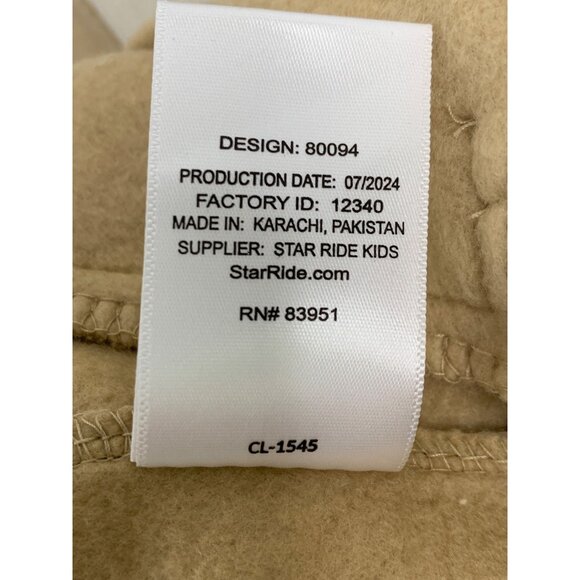 DESIGN: 80094
PRODUCTION DATE: 07/2024
FACTORY ID: 12340
MADE IN: KARACHI, PAKISTAN
SUPPLIER: STAR RIDE KIDS
StarRide.com
RN# 83951
CL-1545